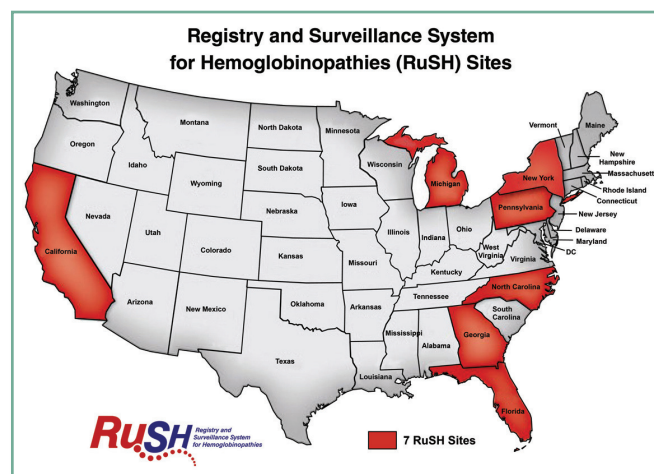 Registry and Surveillance System
for Hemoglobinopathies (RuSH) Sites
Washington
Montana
North Dakota
Minnesota
Vermont
Maine
Oregon
Idaho
South Dakota
Wisconsin
Michigan
New York
New
Hampshire
Massachusett
Rhode Island
Connecticut
Wyoming
Nebraska
Iowa
Pennsylvania
New Jersey
Nevada
Utah
Colorado
Kansas
Missouri
Illinois
Indiana
Ohio
West
Virginia
Virginia
Delaware
Maryland
DC
California
Kentucky
Arizona
New Mexico
Oklahoma
Arkansas
Tennessee
North Carolina
South
Carolina
Texas
Louisiana
Mississippi
Alabama
Georgia
Florida
RuSH
Registry and
Surveillance System
for Hemoglobinopathies
7 RuSH Sites